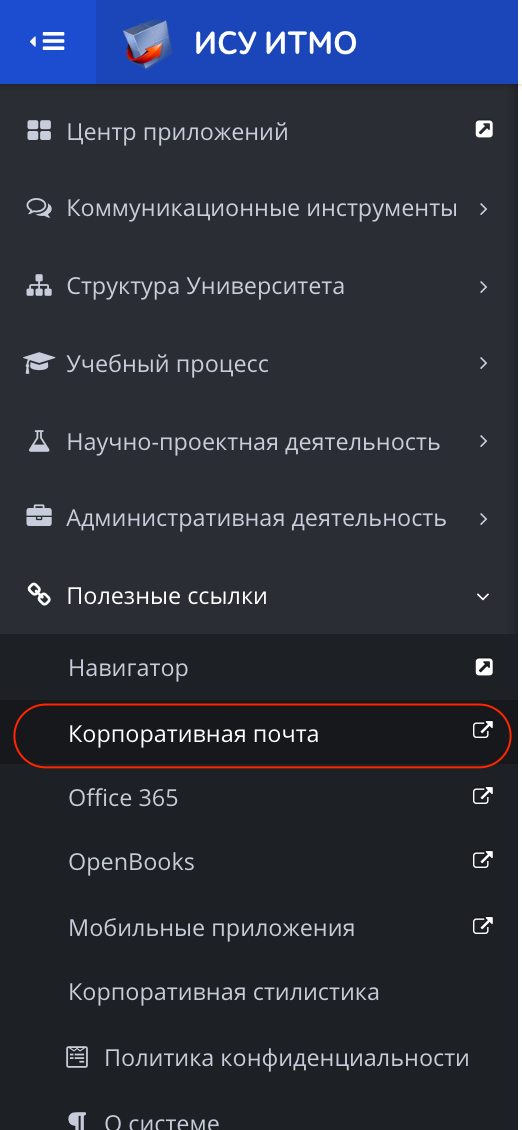 ИСУ ИТМО
Центр приложений
Коммуникационные инструменты
Структура Университета
Учебный процесс
Научно-проектная деятельность
Административная деятельность
Полезные ссылки
Навигатор
Корпоративная почта
Office 365
OpenBooks
Мобильные приложения
Корпоративная стилистика
Политика конфиденциальности
О системе